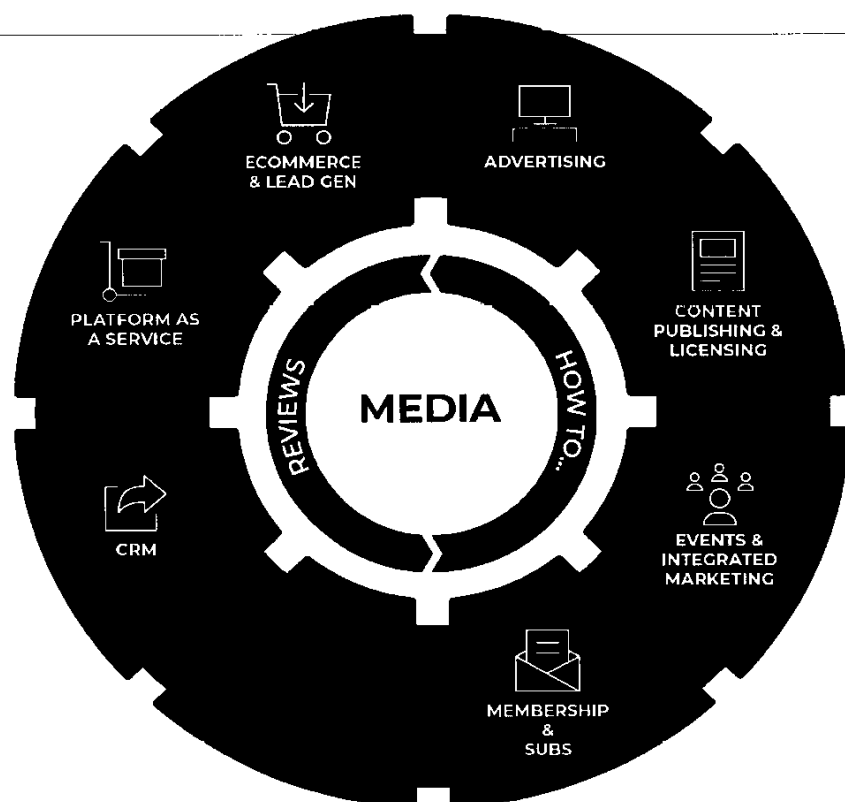 ECOMMERCE
& LEAD GEN
ADVERTISING
PLATFORM AS
A SERVICE
CONTENT
PUBLISHING &
LICENSING
REVIEWS
MEDIA
HOW TO...
CRM
EVENTS &
INTEGRATED
MARKETING
MEMBERSHIP
&
SUBS